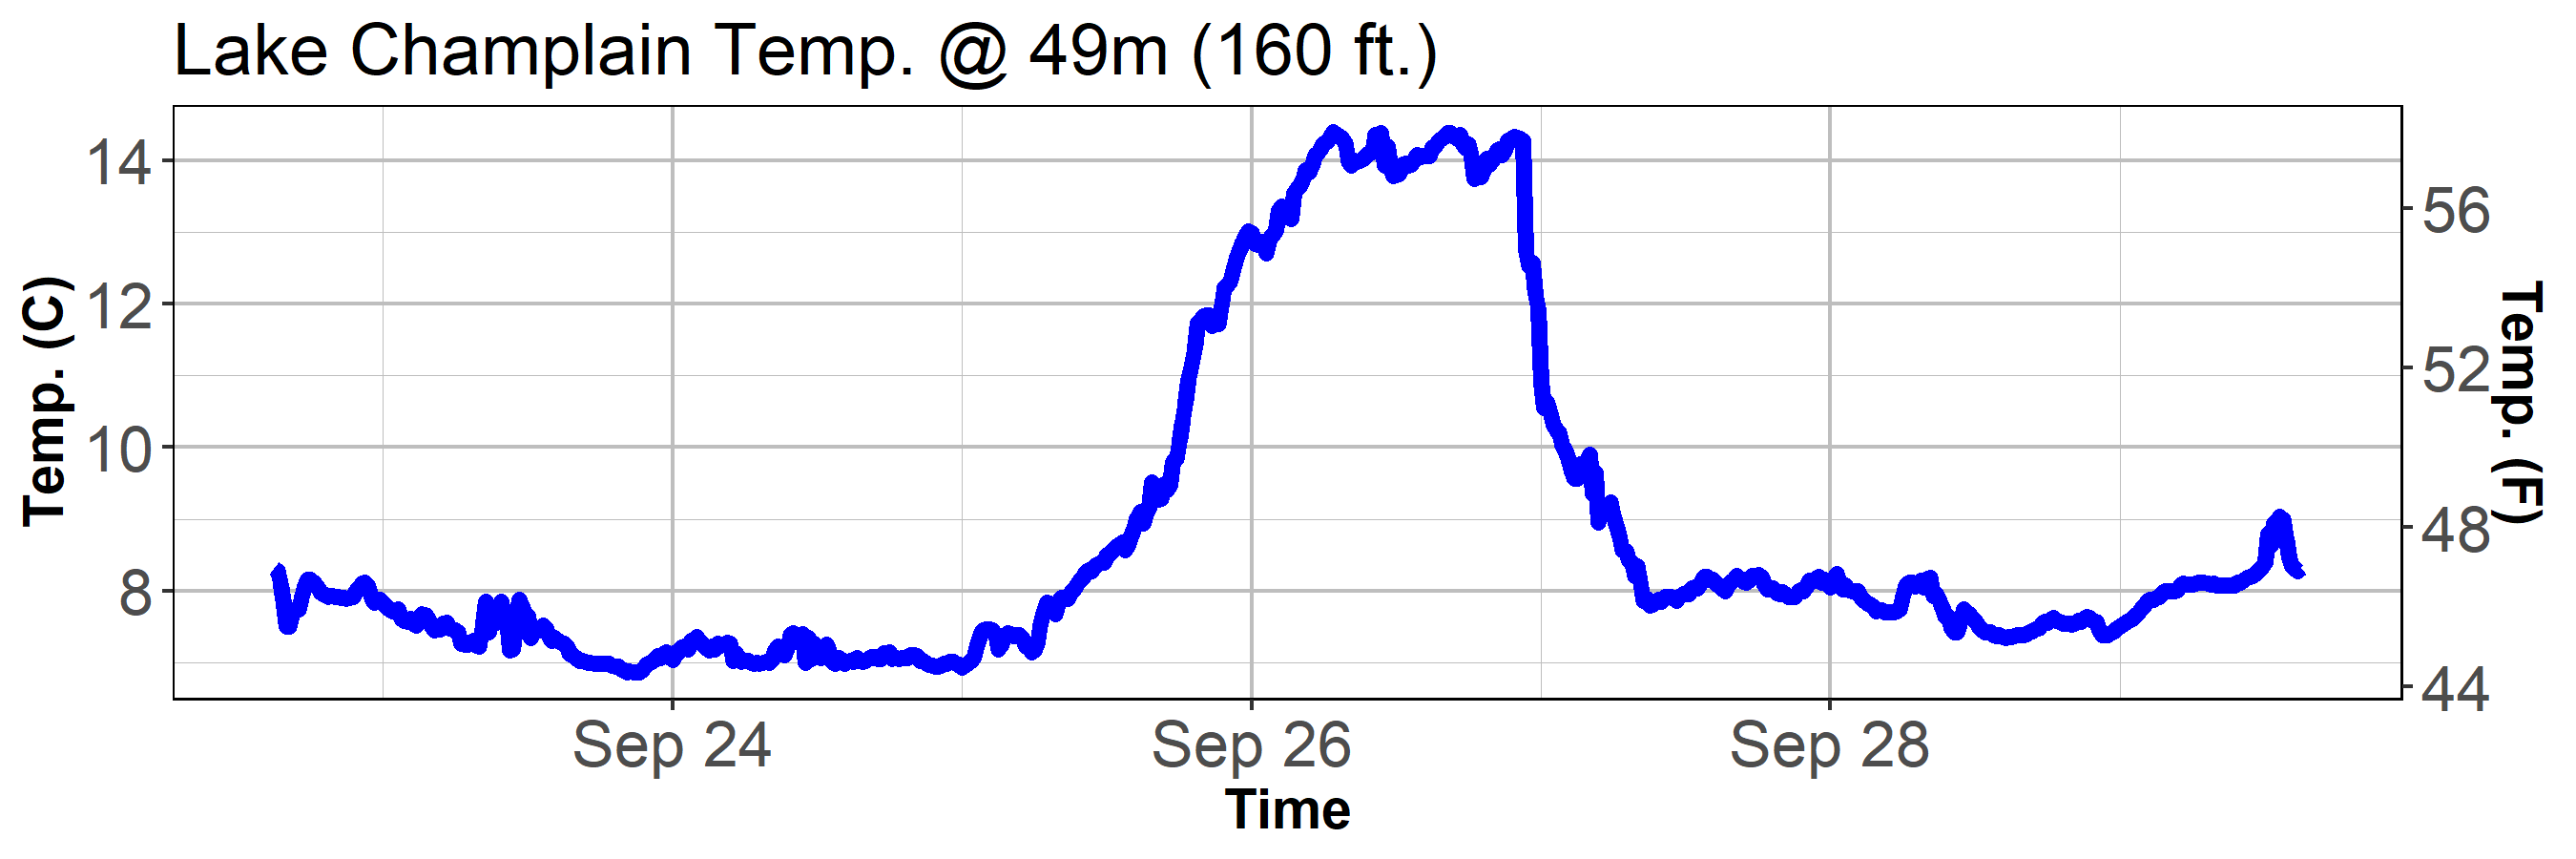 Lake Champlain Temp. @ 49m (160 ft.)
Temp. (C)
14
12
10
8
56
52
48
44
Temp. (F)
Sep 24 Sep 26 Sep 28
Time